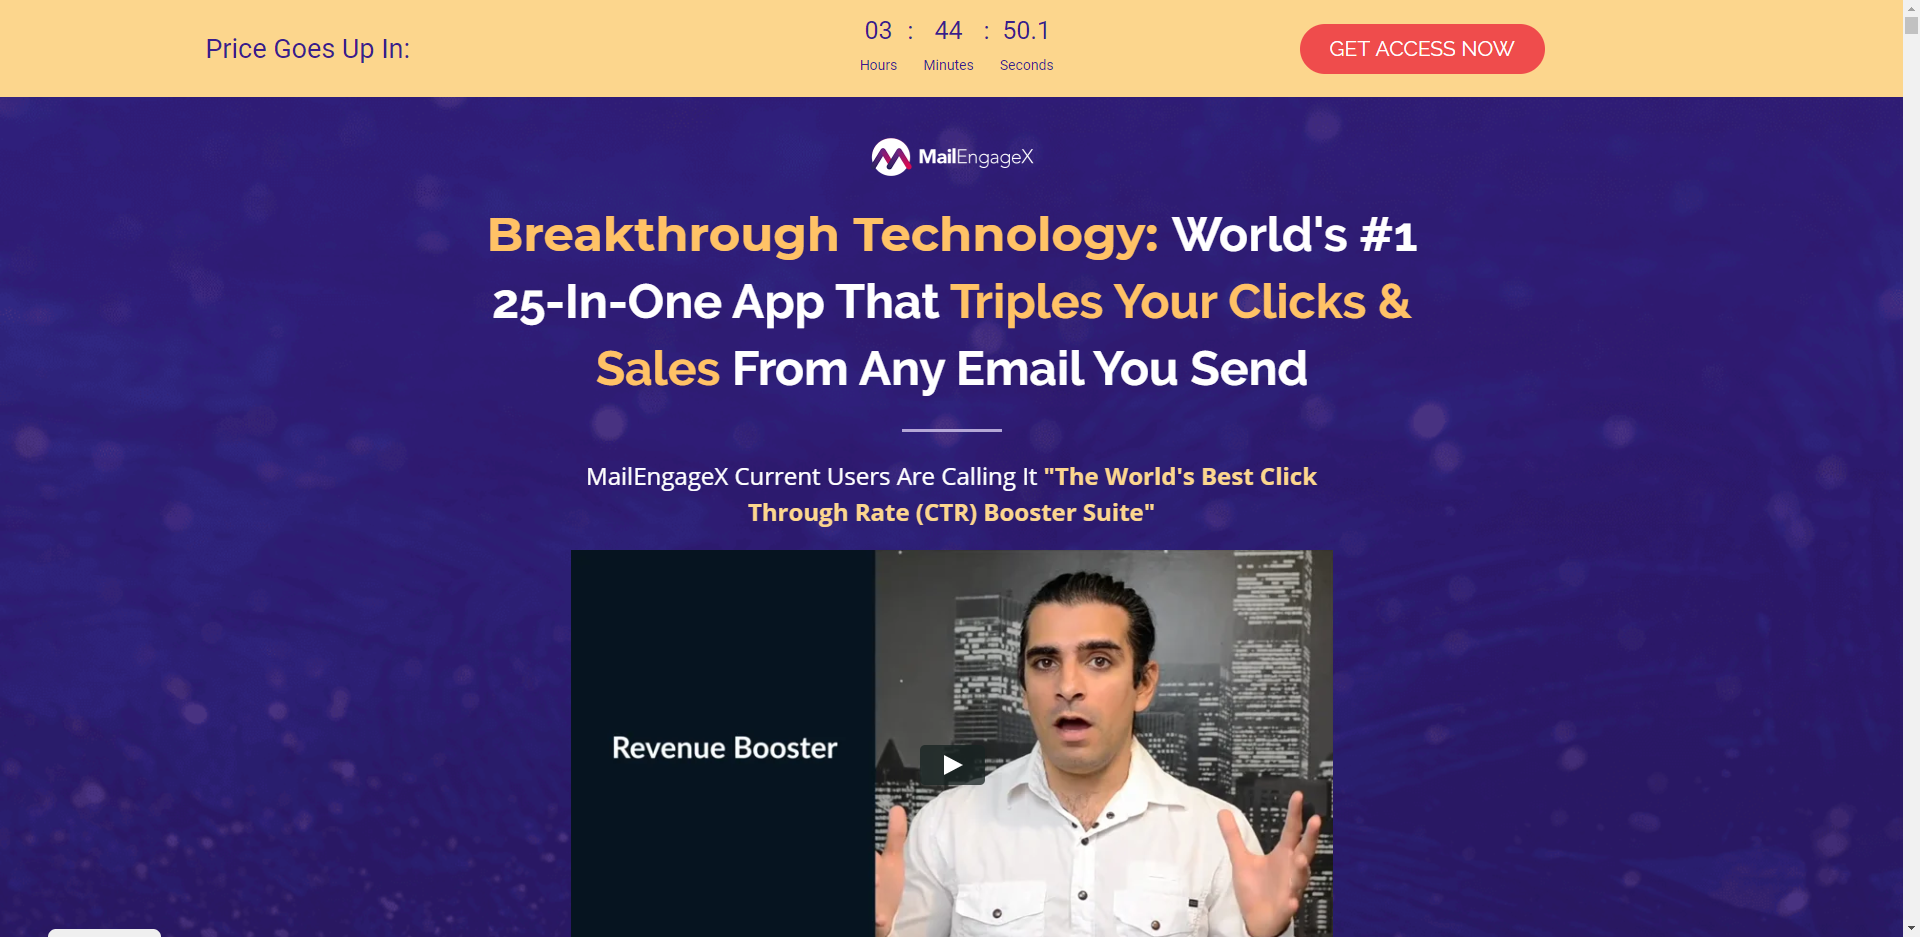 Price Goes Up In:
03 : 44 : 50.1
Hours Minutes Seconds
GET ACCESS NOW
MailEngageX
Breakthrough Technology: World's #1
25-In-One App That Triples Your Clicks &
Sales From Any Email You Send
MailEngageX Current Users Are Calling It "The World's Best Click
Through Rate (CTR) Booster Suite"
Revenue Booster